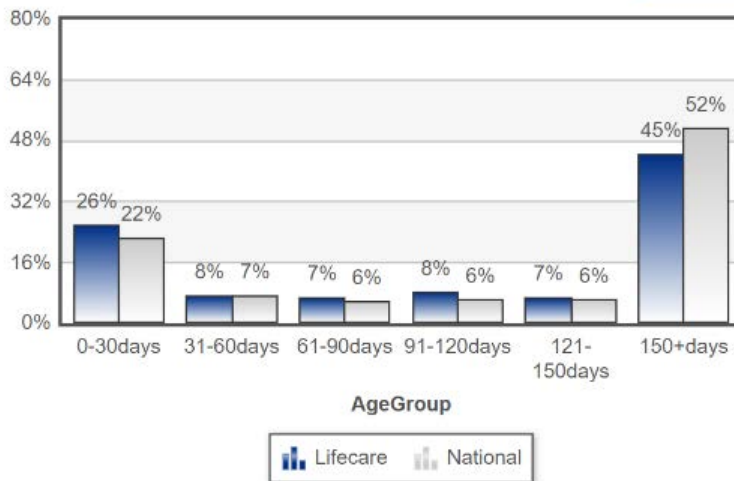 80%
64%
48%
32%
16%
0%
26%
22%
8%
7%
7%
6%
8%
6%
7%
6%
45%
52%
0-30days
31-60days
61-90days
91-120days
121-
150days
150+days
AgeGroup
Lifecare
National